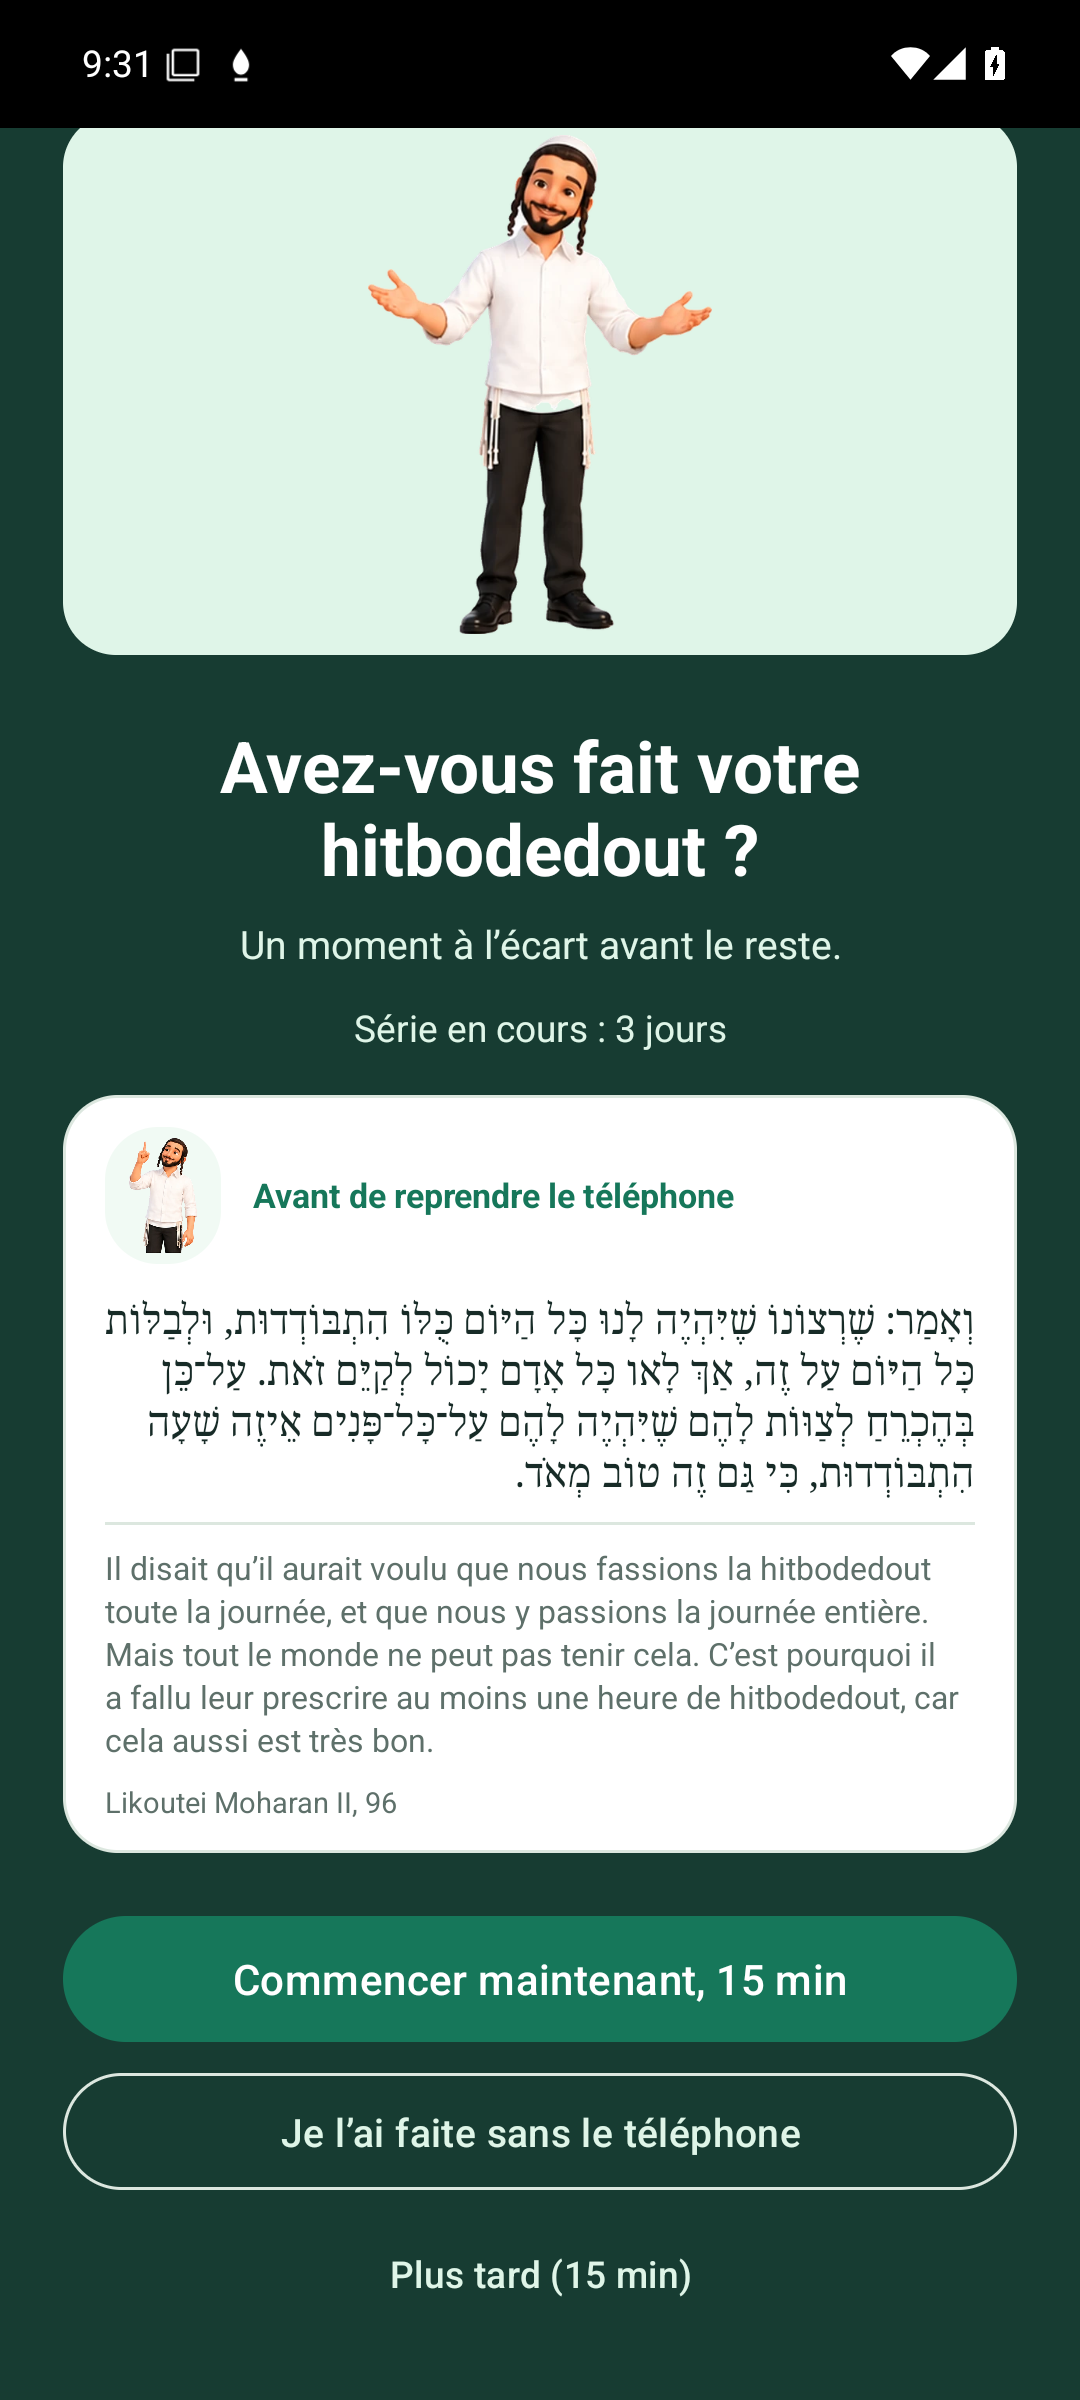 9:31
Avez-vous fait votre
hitbodedout ?
Un moment à l’écart avant le reste.
Série en cours : 3 jours
Avant de reprendre le téléphone
וְאָמַר: שֶׁרְצוֹנוֹ שֶׁיִּהְיֶה לָנוּ כָּל הַיּוֹם כֻּלּוֹ הִתְבּוֹדְדוּת, וּלְבַלּוֹת
כָּל הַיּוֹם עַל זֶה, אַךְ לָאו כָּל אָדָם יָכוֹל לְקַיֵּם זֹאת. עַל־כֵּן
בְּהֶכְרֵחַ לְצַוּוֹת לָהֶם שֶׁיִּהְיֶה לָהֶם עַל־כָּל־פָּנִים אֵיזֶה שָׁעָה
הִתְבּוֹדְדוּת, כִּי גַּם זֶה טוֹב מְאֹד.
Il disait qu’il aurait voulu que nous fassions la hitbodedout
toute la journée, et que nous y passions la journée entière.
Mais tout le monde ne peut pas tenir cela. C’est pourquoi il
a fallu leur prescrire au moins une heure de hitbodedout, car
cela aussi est très bon.
Likoutei Moharan II, 96
Commencer maintenant, 15 min
Je l’ai faite sans le téléphone
Plus tard (15 min)